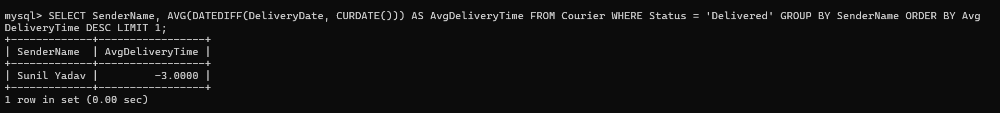 mysql> SELECT SenderName, AVG(DATEDIFF(DeliveryDate, CURDATE())) AS AvgDeliveryTime FROM Courier WHERE Status = 'Delivered' GROUP BY SenderName ORDER BY Avg
DeliveryTime DESC LIMIT 1;
+-------------+-----------------+
| SenderName  | AvgDeliveryTime |
+-------------+-----------------+
| Sunil Yadav |         -3.0000 |
+-------------+-----------------+
1 row in set (0.00 sec)